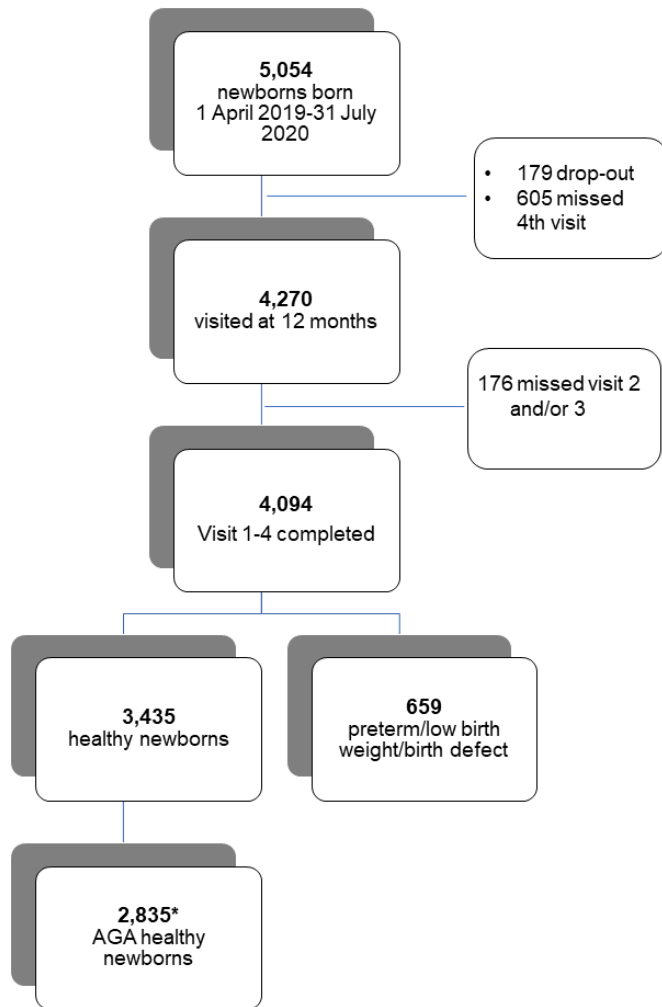 5,054
newborns born
1 April 2019-31 July
2020
• 179 drop-out
• 605 missed
4th visit
4,270
visited at 12 months
176 missed visit 2
and/or 3
4,094
Visit 1-4 completed
3,435
healthy newborns
659
preterm/low birth
weight/birth defect
2,835*
AGA healthy
newborns